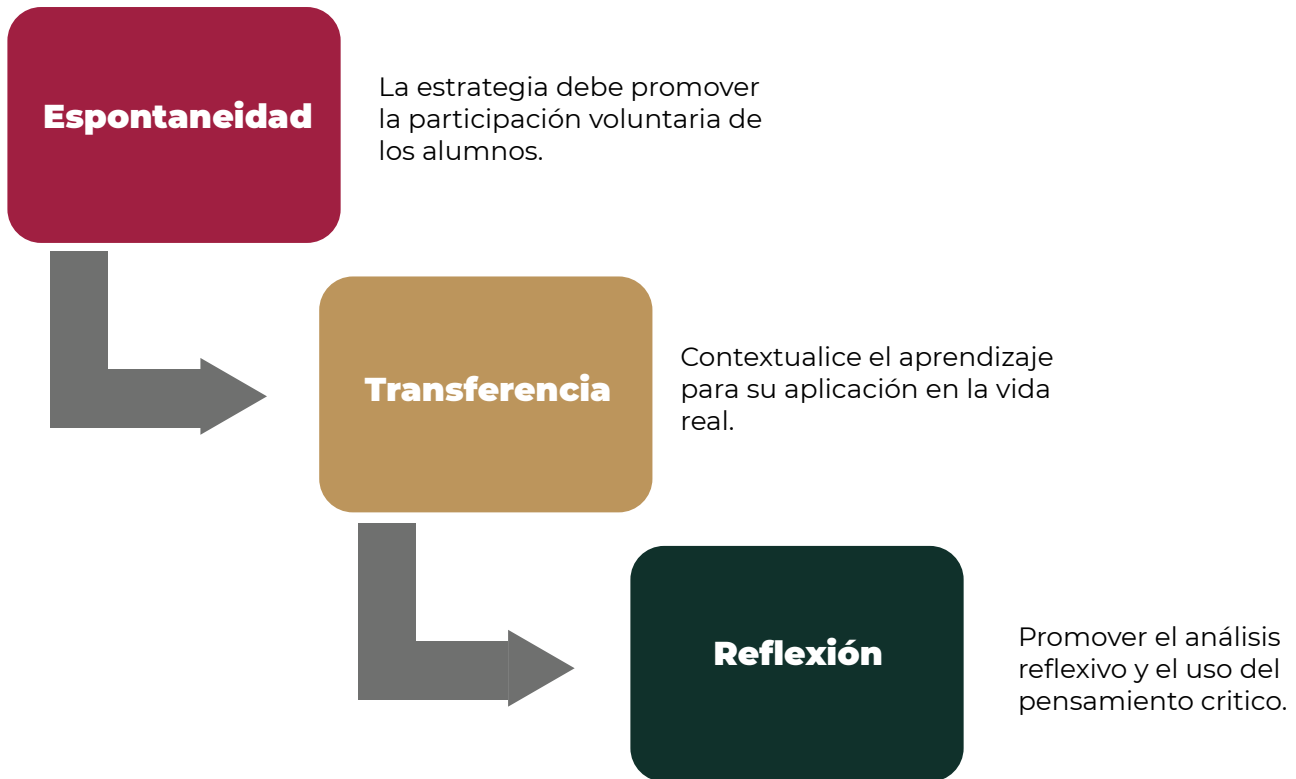 Espontaneidad
La estrategia debe promover
la participación voluntaria de
los alumnos.
Transferencia
Contextualice el aprendizaje
para su aplicación en la vida
real.
Reflexión
Promover el análisis
reflexivo y el uso del
pensamiento critico.